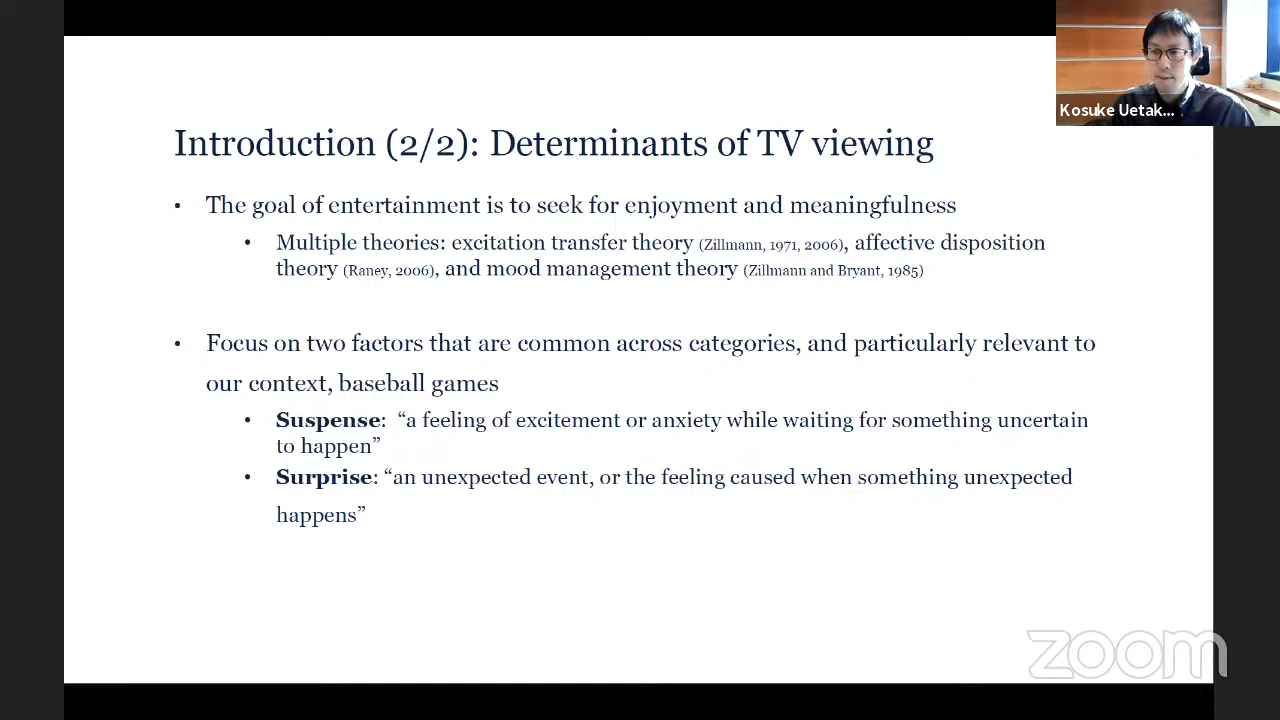 Kosuke Uetak...
Introduction (2/2): Determinants of TV viewing
• The goal of entertainment is to seek for enjoyment and meaningfulness
• Multiple theories: excitation transfer theory (Zillmann, 1971, 2006), affective disposition
theory (Raney, 2006), and mood management theory (Zillmann and Bryant, 1985)
• Focus on two factors that are common across categories, and particularly relevant to
our context, baseball games
• Suspense: “a feeling of excitement or anxiety while waiting for something uncertain
to happen”
• Surprise: “an unexpected event, or the feeling caused when something unexpected
happens”
zoom